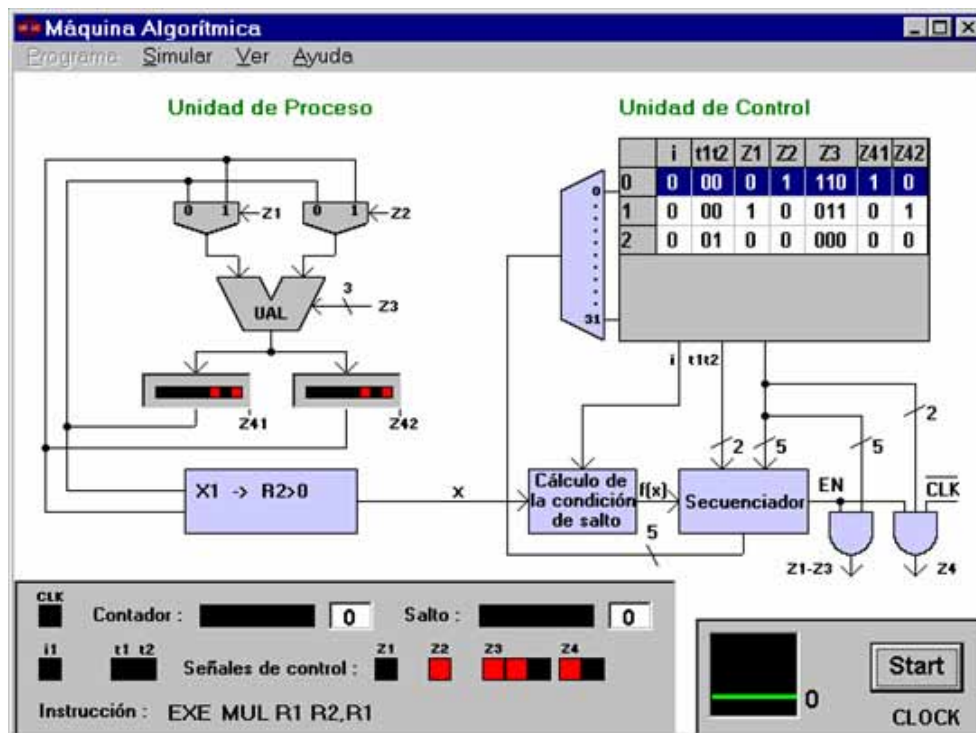 Máquina Algorítmica
Programa Simular Ver Ayuda
Unidad de Proceso
Unidad de Control
i t1t2 Z1 Z2 Z3 Z41 Z42
0 0 00 0 1 110 1 0
1 0 00 1 0 011 0 1
2 0 01 0 0 000 0 0
0
31
0 1 Z1
0 1 Z2
UAL
3
Z3
Z41
Z42
i t1t2
2
5
5
2
X1 -> R2>0
X
Cálculo de
la condición
de salto
f(x)
Secuenciador
EN
CLK
5
Z1-Z3
Z4
CLK
Contador : 0
Salto : 0
i1
t1 t2
Señales de control :
Z1 Z2 Z3 Z4
Instrucción : EXE MUL R1 R2,R1
0
Start
CLOCK